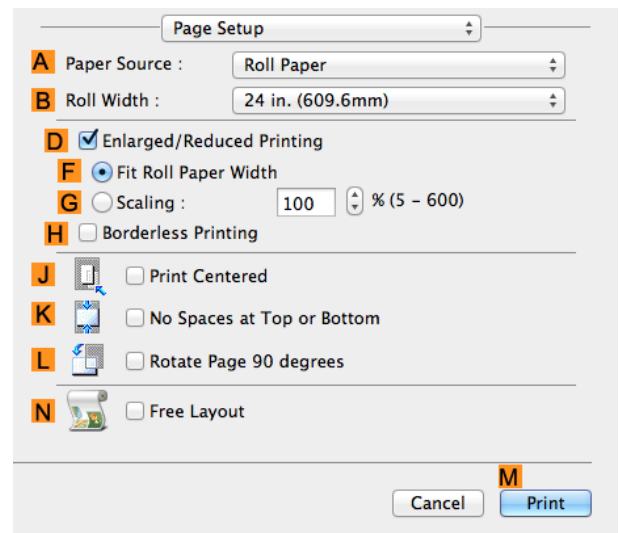 Page Setup
A Paper Source : Roll Paper
B Roll Width : 24 in. (609.6mm)
D Enlarged/Reduced Printing
F Fit Roll Paper Width
G Scaling : 100 % (5 – 600)
H Borderless Printing
J Print Centered
K No Spaces at Top or Bottom
L Rotate Page 90 degrees
N Free Layout
M
Cancel Print